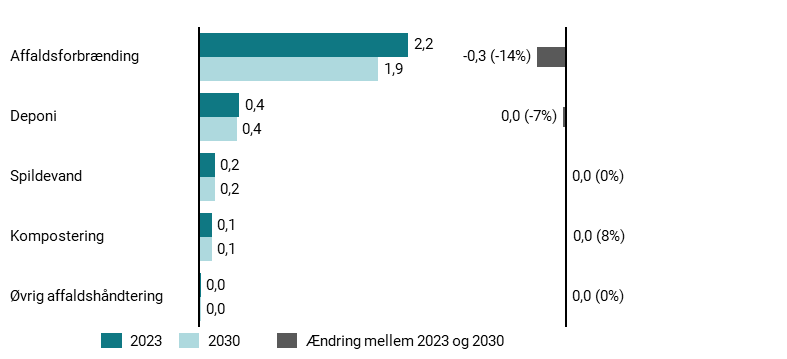 2,2
Affaldsforbrænding -0,3 (-14%)
1,9
0,4
Deponi 0,0 (-7%)
0,4
0,2
Spildevand 0,0 (0%)
0,2
0,1
Kompostering 0,0 (8%)
0,1
0,0
Øvrig affaldshåndtering 0,0 (0%)
0,0
2023 2030 Ændring mellem 2023 og 2030